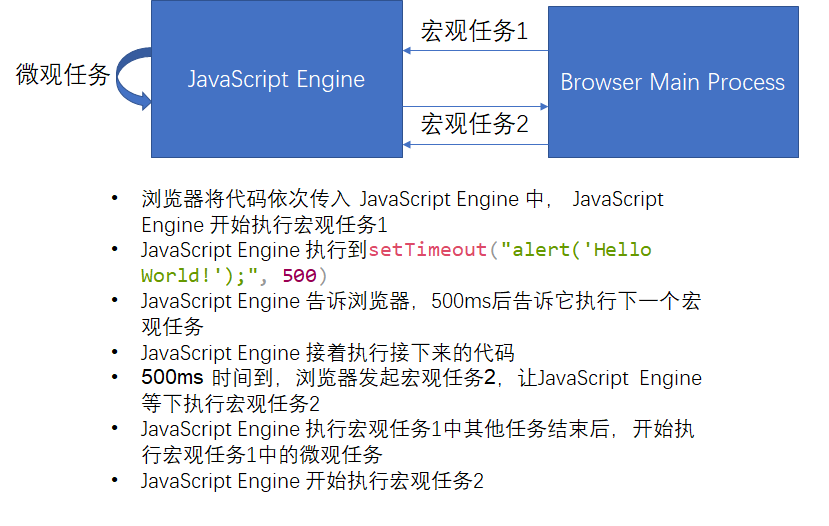 宏观任务1
微观任务
JavaScript Engine
Browser Main Process
宏观任务2
• 浏览器将代码依次传入 JavaScript Engine 中， JavaScript
Engine 开始执行宏观任务1
• JavaScript Engine 执行到setTimeout("alert('Hello
World!');", 500)
• JavaScript Engine 告诉浏览器，500ms后告诉它执行下一个宏
观任务
• JavaScript Engine 接着执行接下来的代码
• 500ms 时间到，浏览器发起宏观任务2，让JavaScript Engine
等下执行宏观任务2
• JavaScript Engine 执行宏观任务1中其他任务结束后，开始执
行宏观任务1中的微观任务
• JavaScript Engine 开始执行宏观任务2